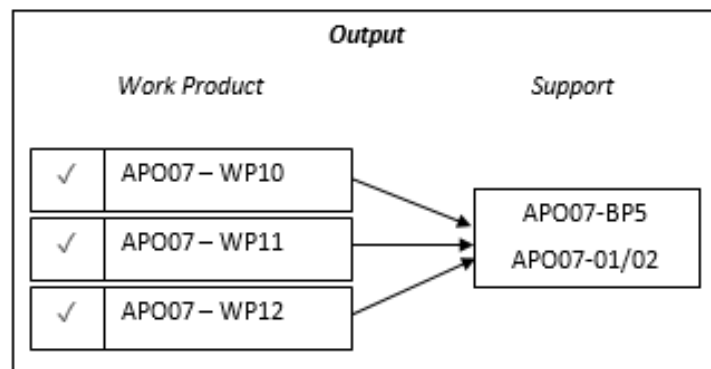 Output
Work Product Support
✓ APO07 – WP10
✓ APO07 – WP11
✓ APO07 – WP12
APO07-BP5
APO07-01/02